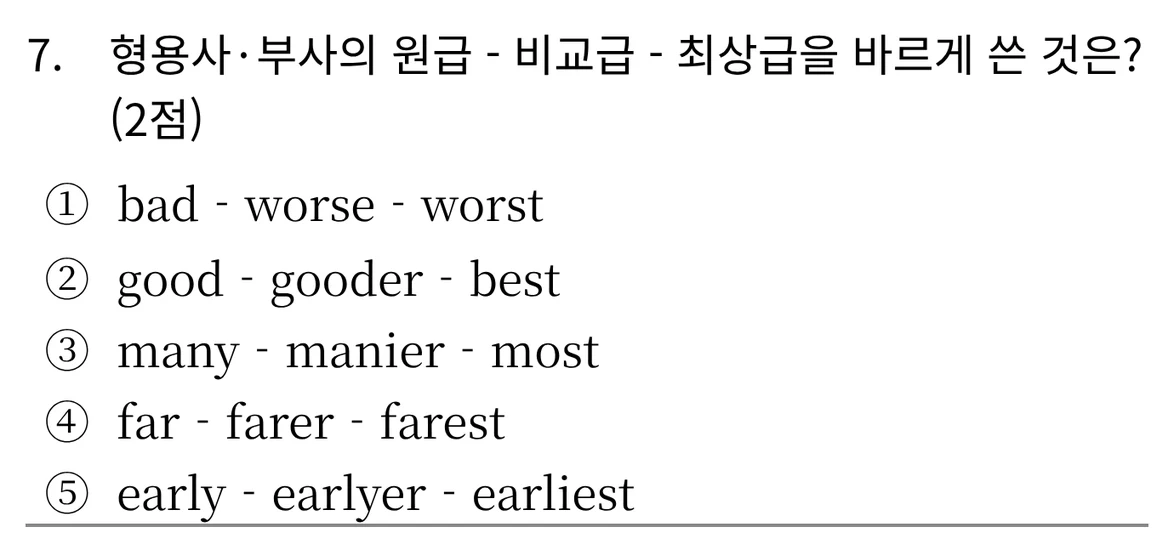 7. 형용사·부사의 원급 - 비교급 - 최상급을 바르게 쓴 것은?
(2점)
① bad - worse - worst
② good - gooder - best
③ many - manier - most
④ far - farer - farest
⑤ early - earlyer - earliest